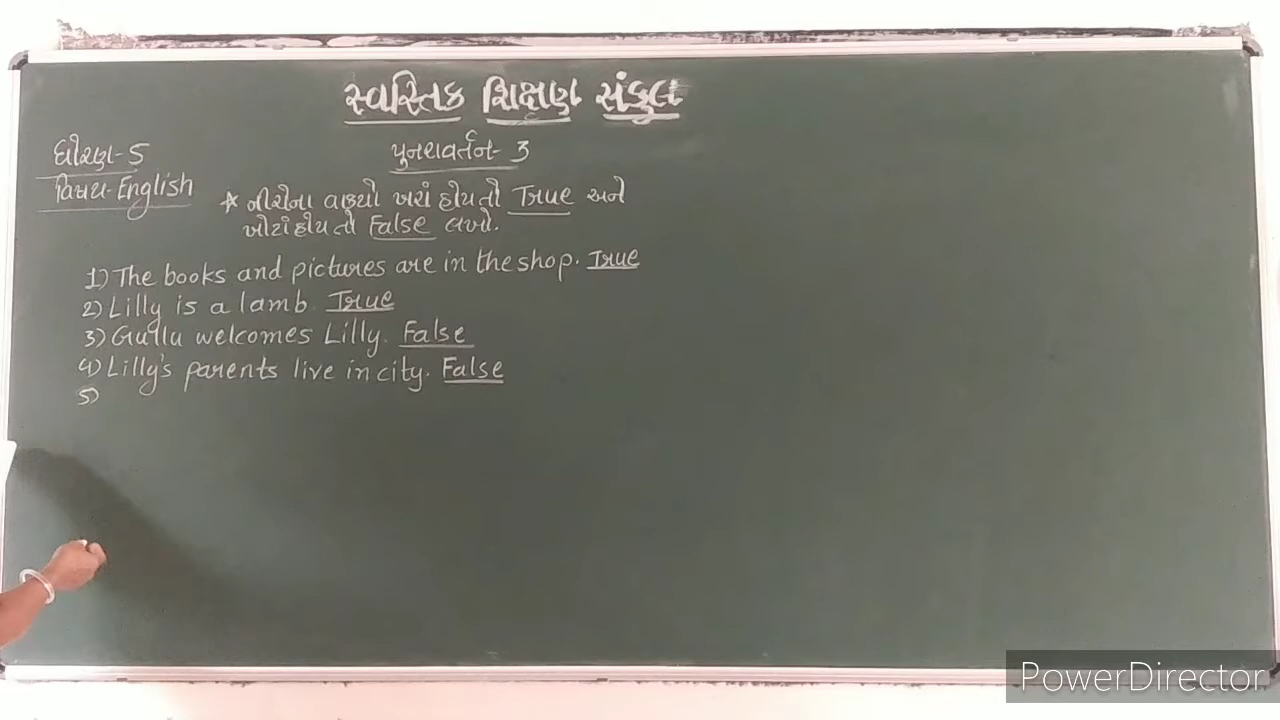 સ્વસ્તિક શિક્ષણ સંકુલ
ધોરણ-5
પુનરાવર્તન- 3
વિષય-English
* નીચેના વાક્યો ખરાં હોય તો True અને
ખોટાં હોય તો False લખો.
1) The books and pictures are in the shop. True
2) Lilly is a lamb. True
3) Gullu welcomes Lilly. False
4) Lilly's parents live in city. False
5)
PowerDirector